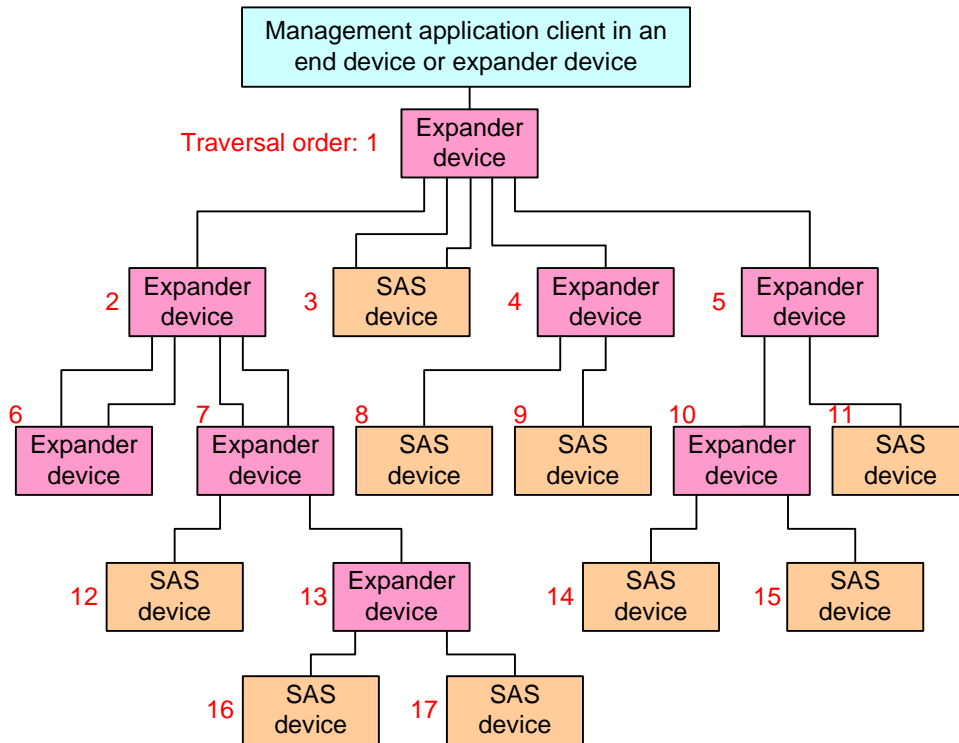 Management application client in an
end device or expander device
Traversal order: 1
Expander
device
2
Expander
device
3
SAS
device
4
Expander
device
5
Expander
device
6
Expander
device
7
Expander
device
8
SAS
device
9
SAS
device
10
Expander
device
11
SAS
device
12
SAS
device
13
Expander
device
14
SAS
device
15
SAS
device
16
SAS
device
17
SAS
device